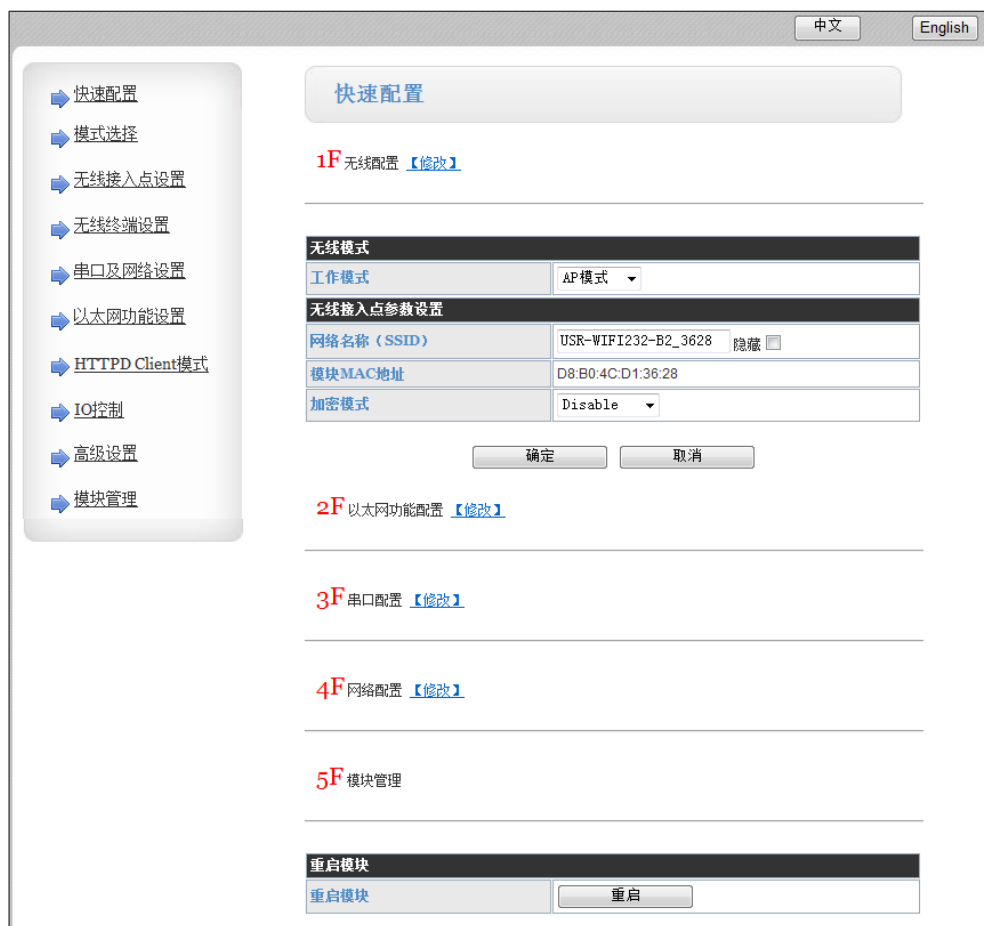 中文
English
快速配置
模式选择
无线接入点设置
无线终端设置
串口及网络设置
以太网功能设置
HTTPD Client模式
IO控制
高级设置
模块管理
快速配置
1F 无线配置 【修改】
无线模式
工作模式 AP模式
无线接入点参数设置
网络名称（SSID） USR-WIFI232-B2_3628 隐藏
模块MAC地址 D8:B0:4C:D1:36:28
加密模式 Disable
确定 取消
2F 以太网功能配置 【修改】
3F 串口配置 【修改】
4F 网络配置 【修改】
5F 模块管理
重启模块
重启模块 重启